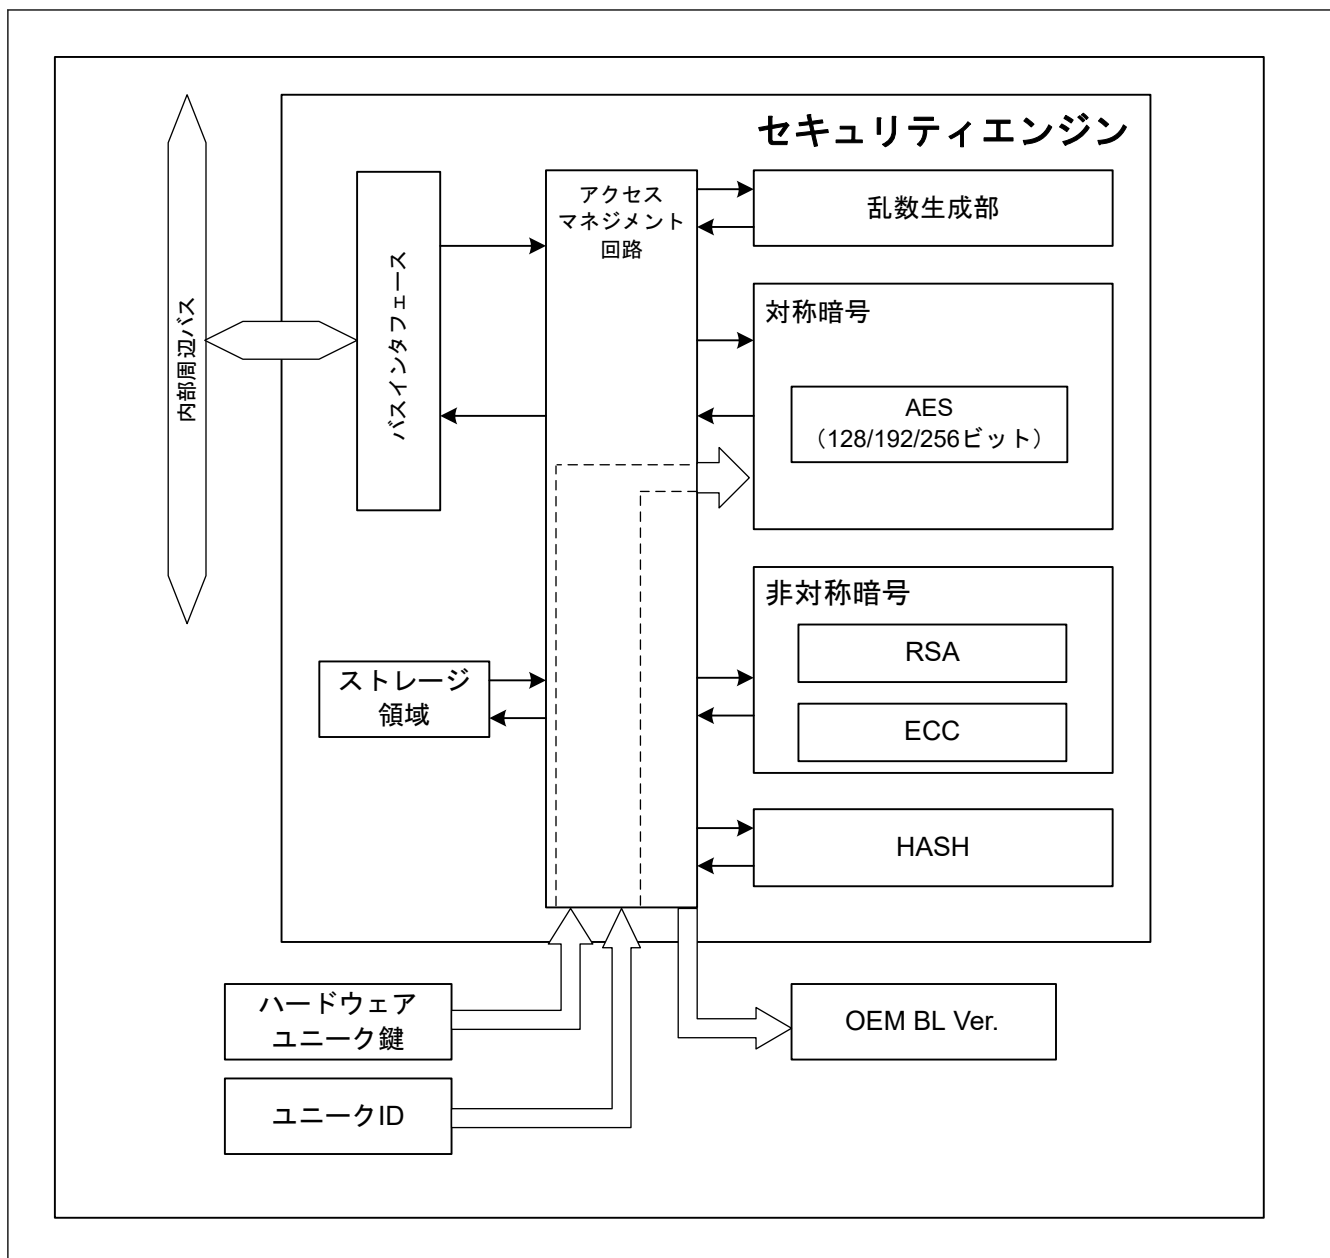 セキュリティエンジン
内部周辺バス
バスインタフェース
アクセス
マネジメント
回路
乱数生成部
対称暗号
AES
（128/192/256ビット）
非対称暗号
RSA
ECC
ストレージ
領域
HASH
ハードウェア
ユニーク鍵
OEM BL Ver.
ユニークID